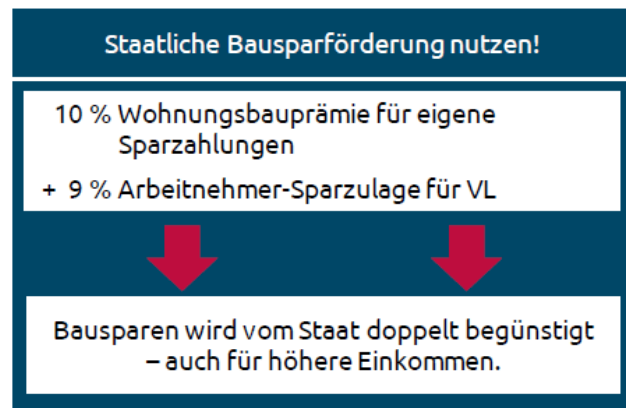 Staatliche Bausparförderung nutzen!
10 % Wohnungsbauprämie für eigene
Sparzahlungen
+ 9 % Arbeitnehmer-Sparzulage für VL
Bausparen wird vom Staat doppelt begünstigt
– auch für höhere Einkommen.